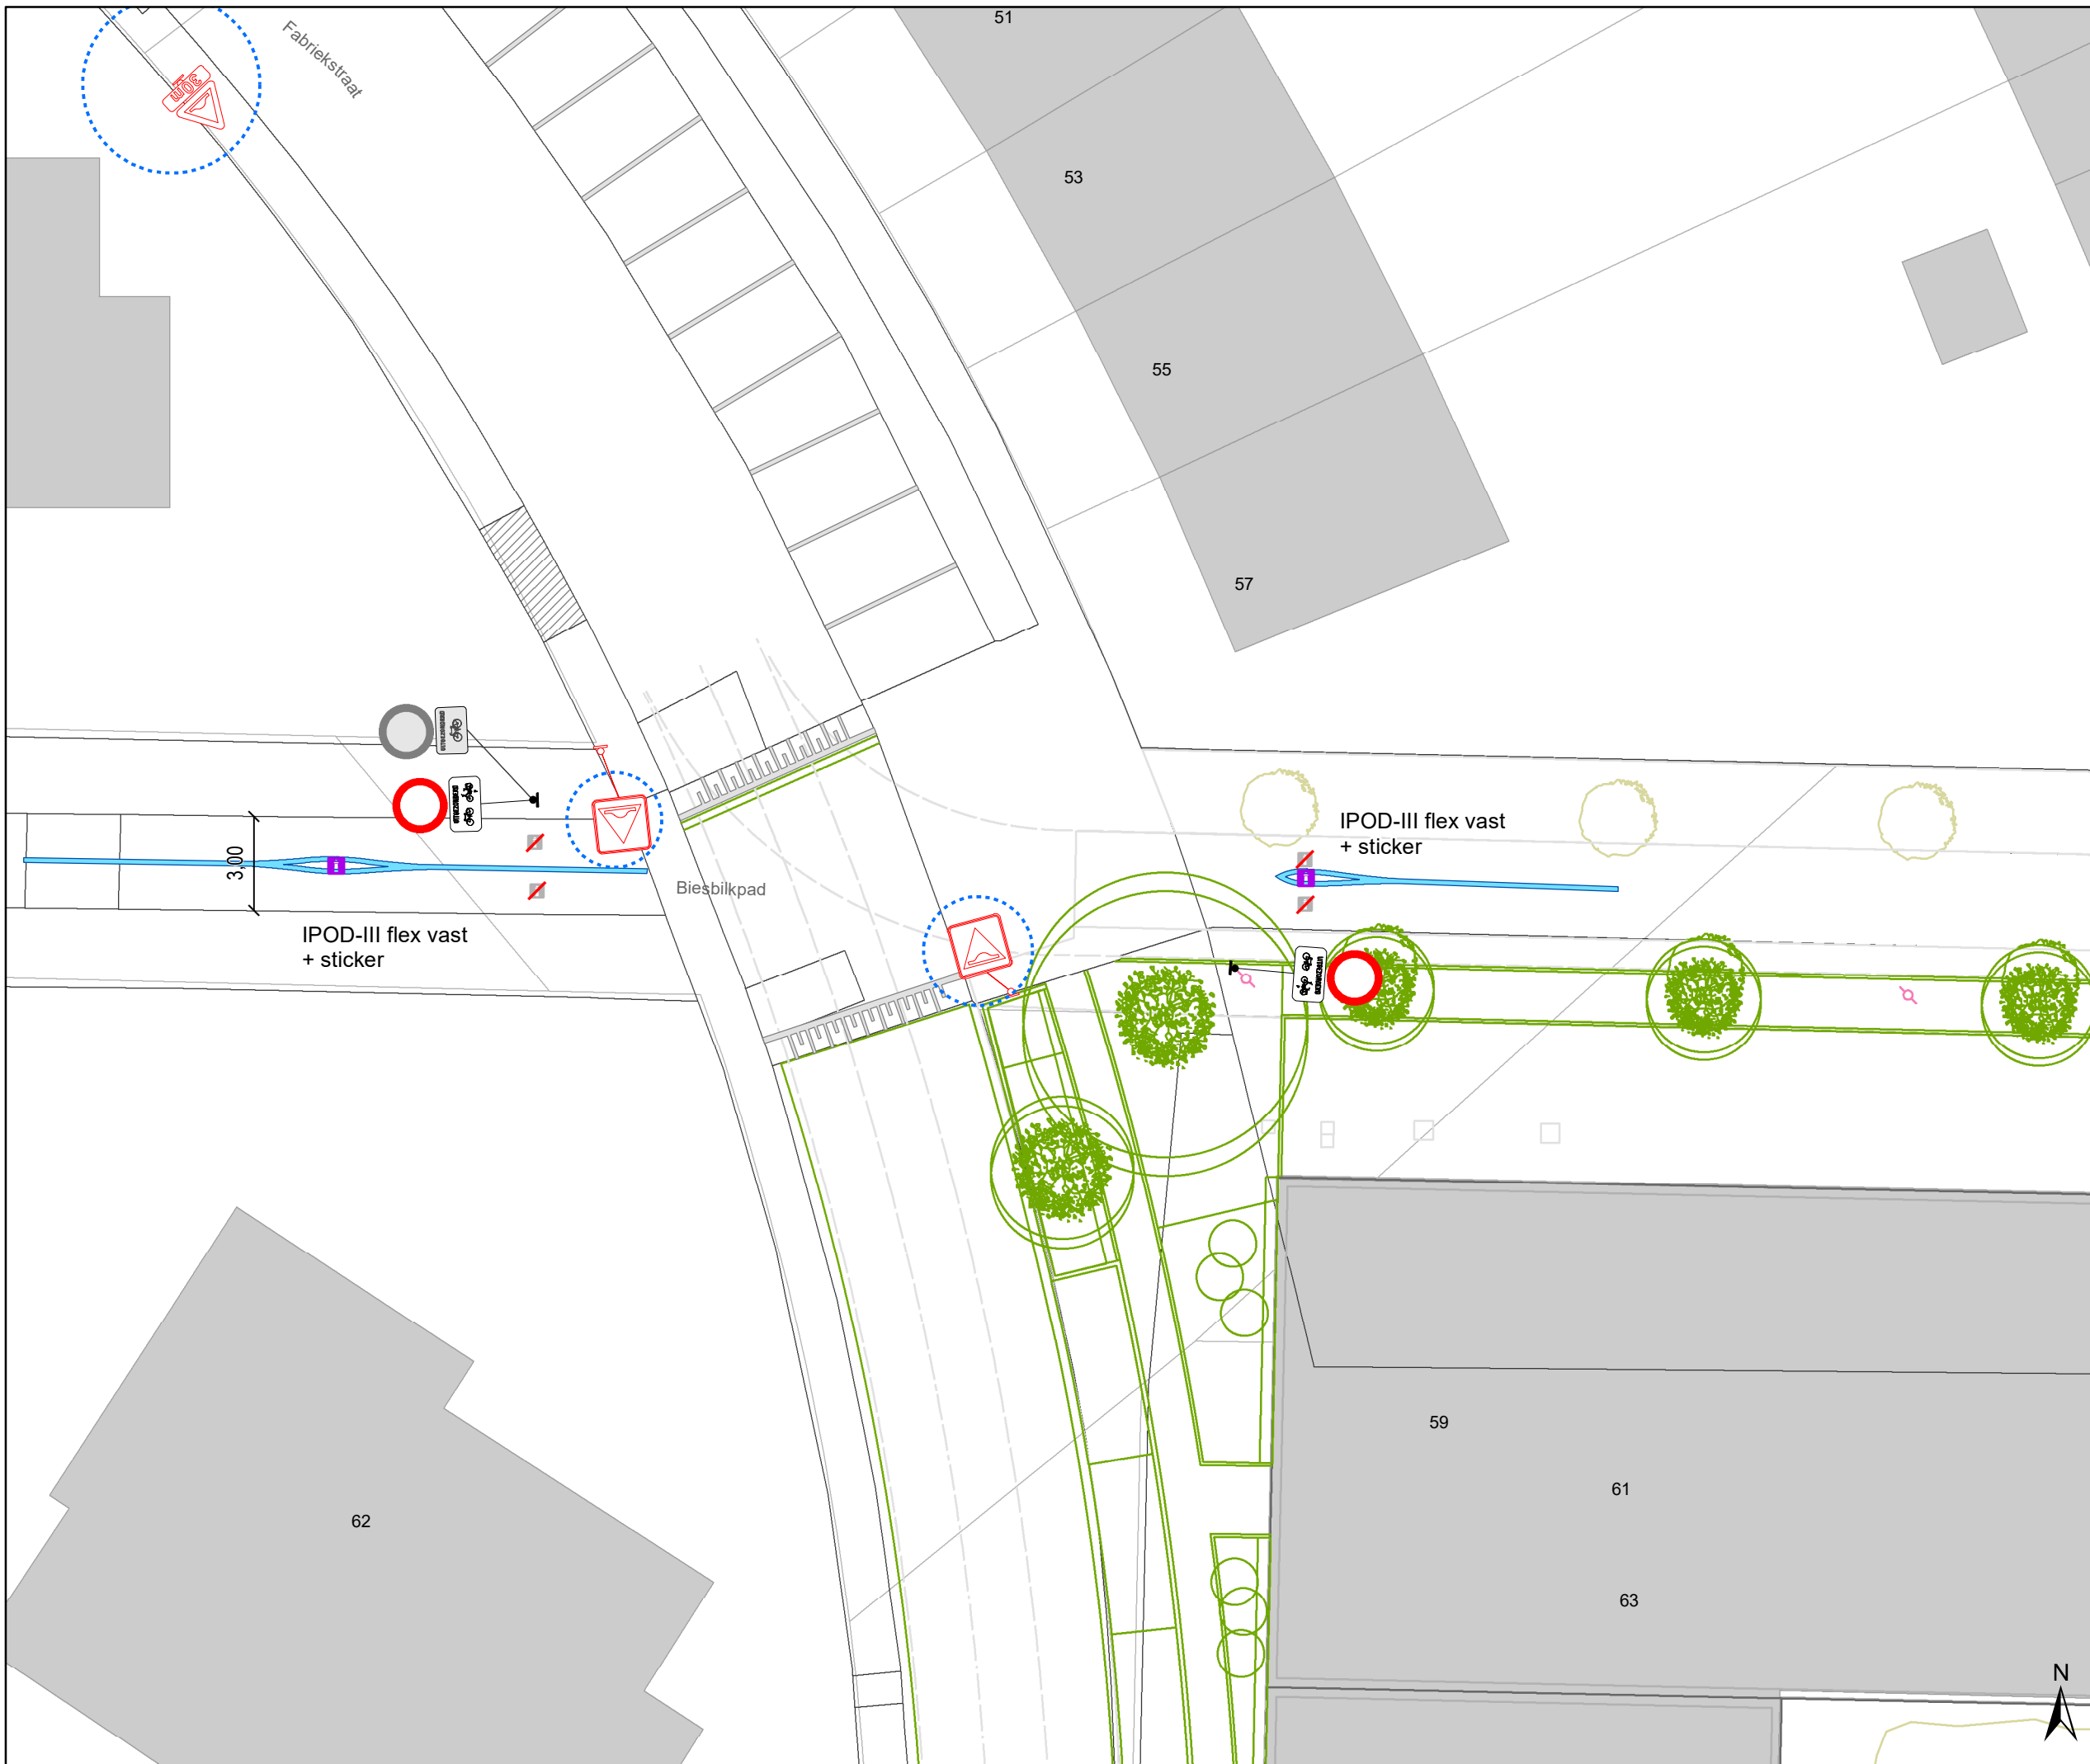 51
Fabriekstraat
30m
53
55
57
IPOD-III flex vast
+ sticker
3,00
Biesbilkpad
IPOD-III flex vast
+ sticker
59
61
62
63
N